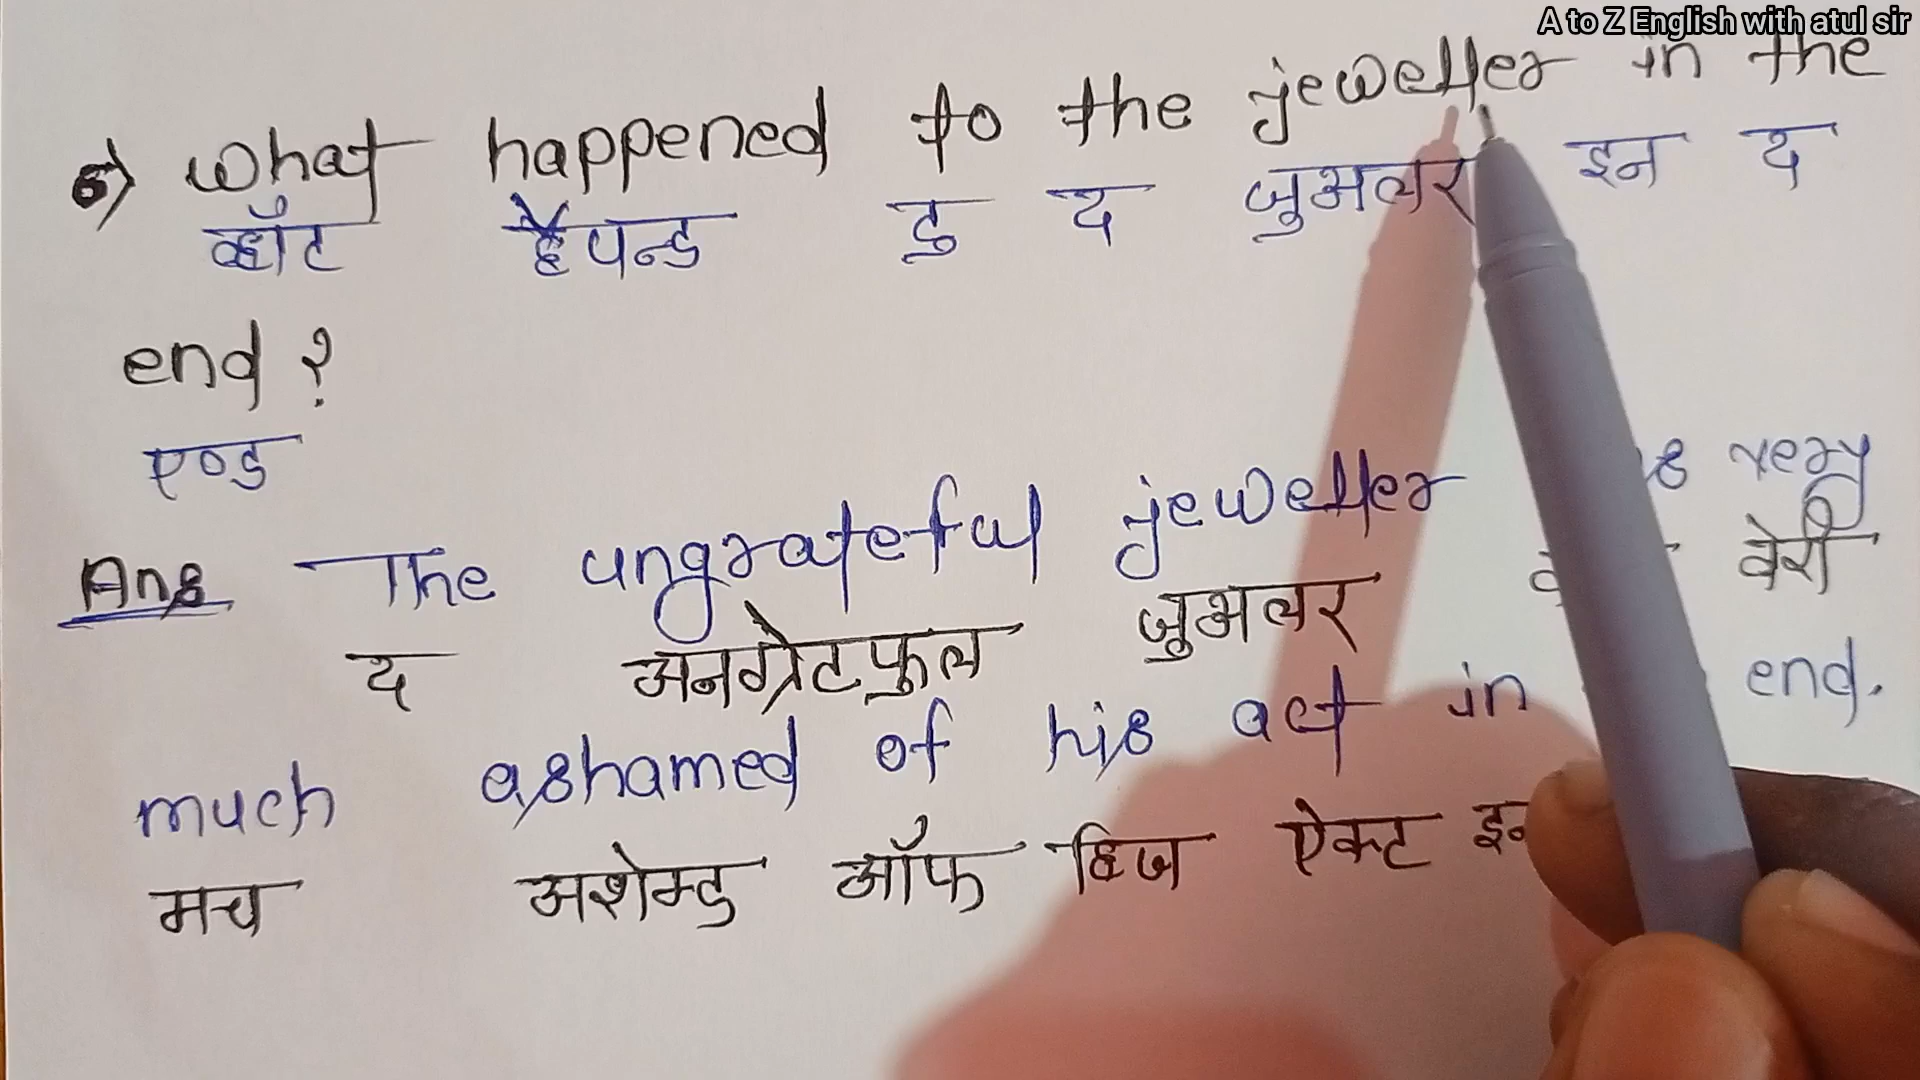 A to Z English with atul sir
6) What happened to the jeweller in the
व्हॉट हैपन्ड टु द जुअलर इन द
end ?
एण्ड
Ans The ungrateful jeweller very
द अनग्रेटफुल जुअलर वेरी
much ashamed of his act in end.
मच अशेम्ड ऑफ हिज ऐक्ट इन